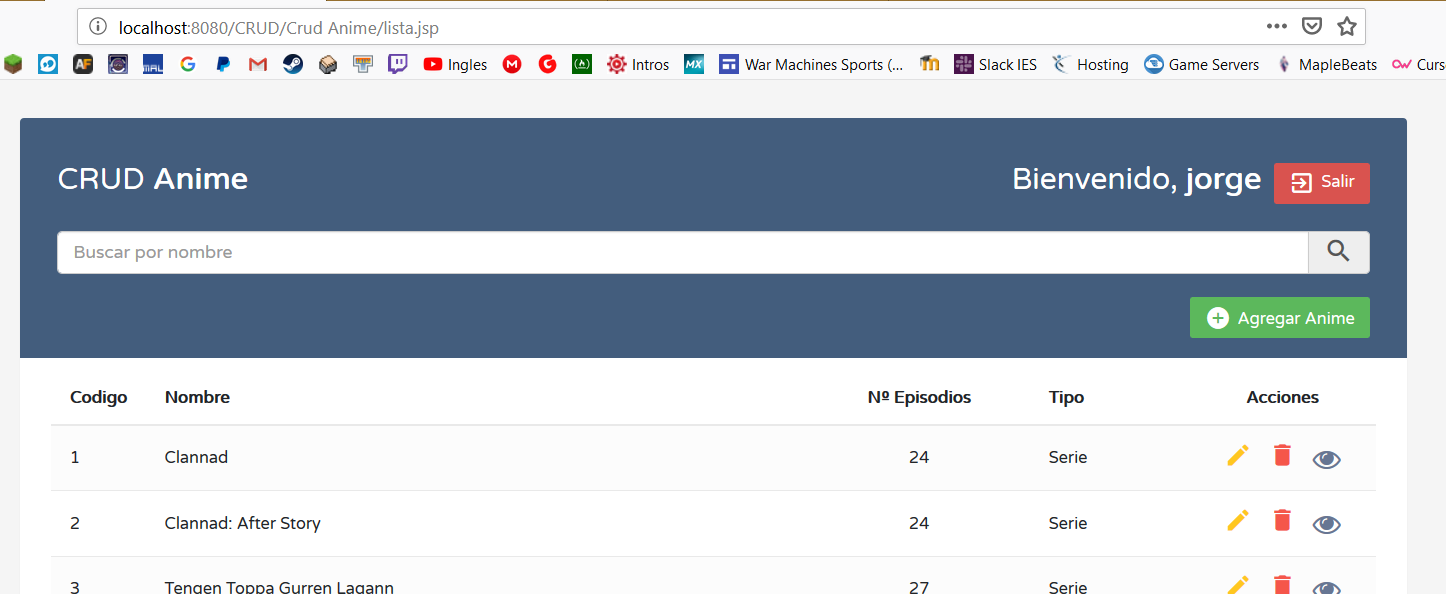 localhost:8080/CRUD/Crud Anime/lista.jsp
AF MAL G Ingles M G MX Intros War Machines Sports (... Slack IES Hosting Game Servers MapleBeats Curs
CRUD Anime
Bienvenido, jorge Salir
Buscar por nombre
Agregar Anime
Codigo Nombre Nº Episodios Tipo Acciones
1 Clannad 24 Serie
2 Clannad: After Story 24 Serie
3 Tengen Toppa Gurren Lagann 27 Serie